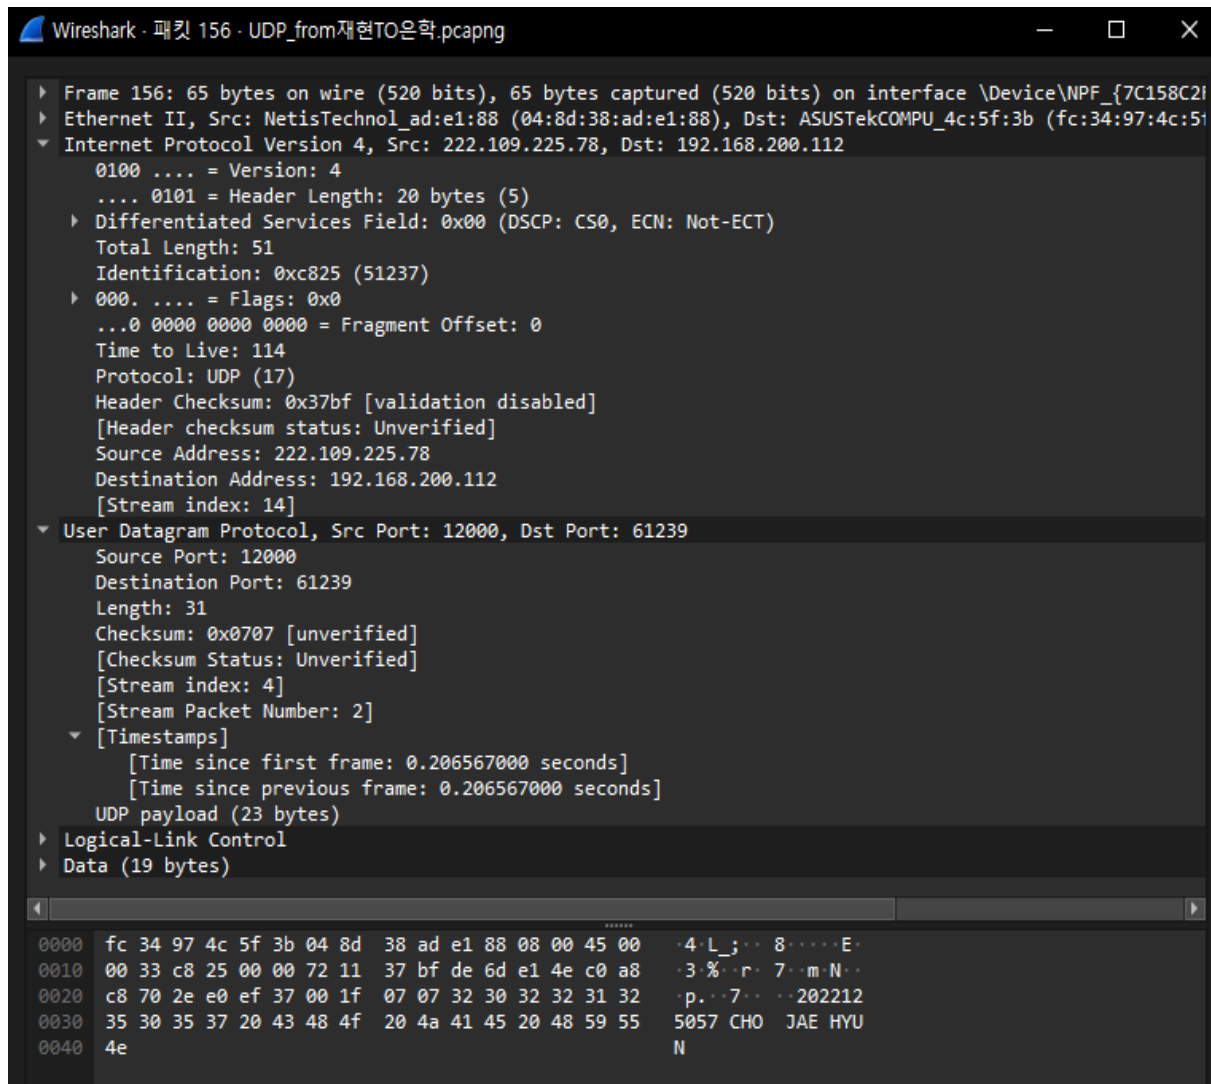 Wireshark · 패킷 156 · UDP_from재현TO은학.pcapng
Frame 156: 65 bytes on wire (520 bits), 65 bytes captured (520 bits) on interface \Device\NPF_{7C158C2
Ethernet II, Src: NetisTechnol_ad:e1:88 (04:8d:38:ad:e1:88), Dst: ASUSTekCOMPU_4c:5f:3b (fc:34:97:4c:5f
Internet Protocol Version 4, Src: 222.109.225.78, Dst: 192.168.200.112
0100 .... = Version: 4
.... 0101 = Header Length: 20 bytes (5)
Differentiated Services Field: 0x00 (DSCP: CS0, ECN: Not-ECT)
Total Length: 51
Identification: 0xc825 (51237)
000. .... = Flags: 0x0
...0 0000 0000 0000 = Fragment Offset: 0
Time to Live: 114
Protocol: UDP (17)
Header Checksum: 0x37bf [validation disabled]
[Header checksum status: Unverified]
Source Address: 222.109.225.78
Destination Address: 192.168.200.112
[Stream index: 14]
User Datagram Protocol, Src Port: 12000, Dst Port: 61239
Source Port: 12000
Destination Port: 61239
Length: 31
Checksum: 0x0707 [unverified]
[Checksum Status: Unverified]
[Stream index: 4]
[Stream Packet Number: 2]
[Timestamps]
[Time since first frame: 0.206567000 seconds]
[Time since previous frame: 0.206567000 seconds]
UDP payload (23 bytes)
Logical-Link Control
Data (19 bytes)
0000 fc 34 97 4c 5f 3b 04 8d 38 ad e1 88 08 00 45 00 ·4·L_;·· 8·····E·
0010 00 33 c8 25 00 00 72 11 37 bf de 6d e1 4e c0 a8 ·3·%··r· 7··m·N··
0020 c8 70 2e e0 ef 37 00 1f 07 07 32 30 32 32 31 32 ·p.··7·· ··202212
0030 35 30 35 37 20 43 48 4f 20 4a 41 45 20 48 59 55 5057 CHO JAE HYU
0040 4e N